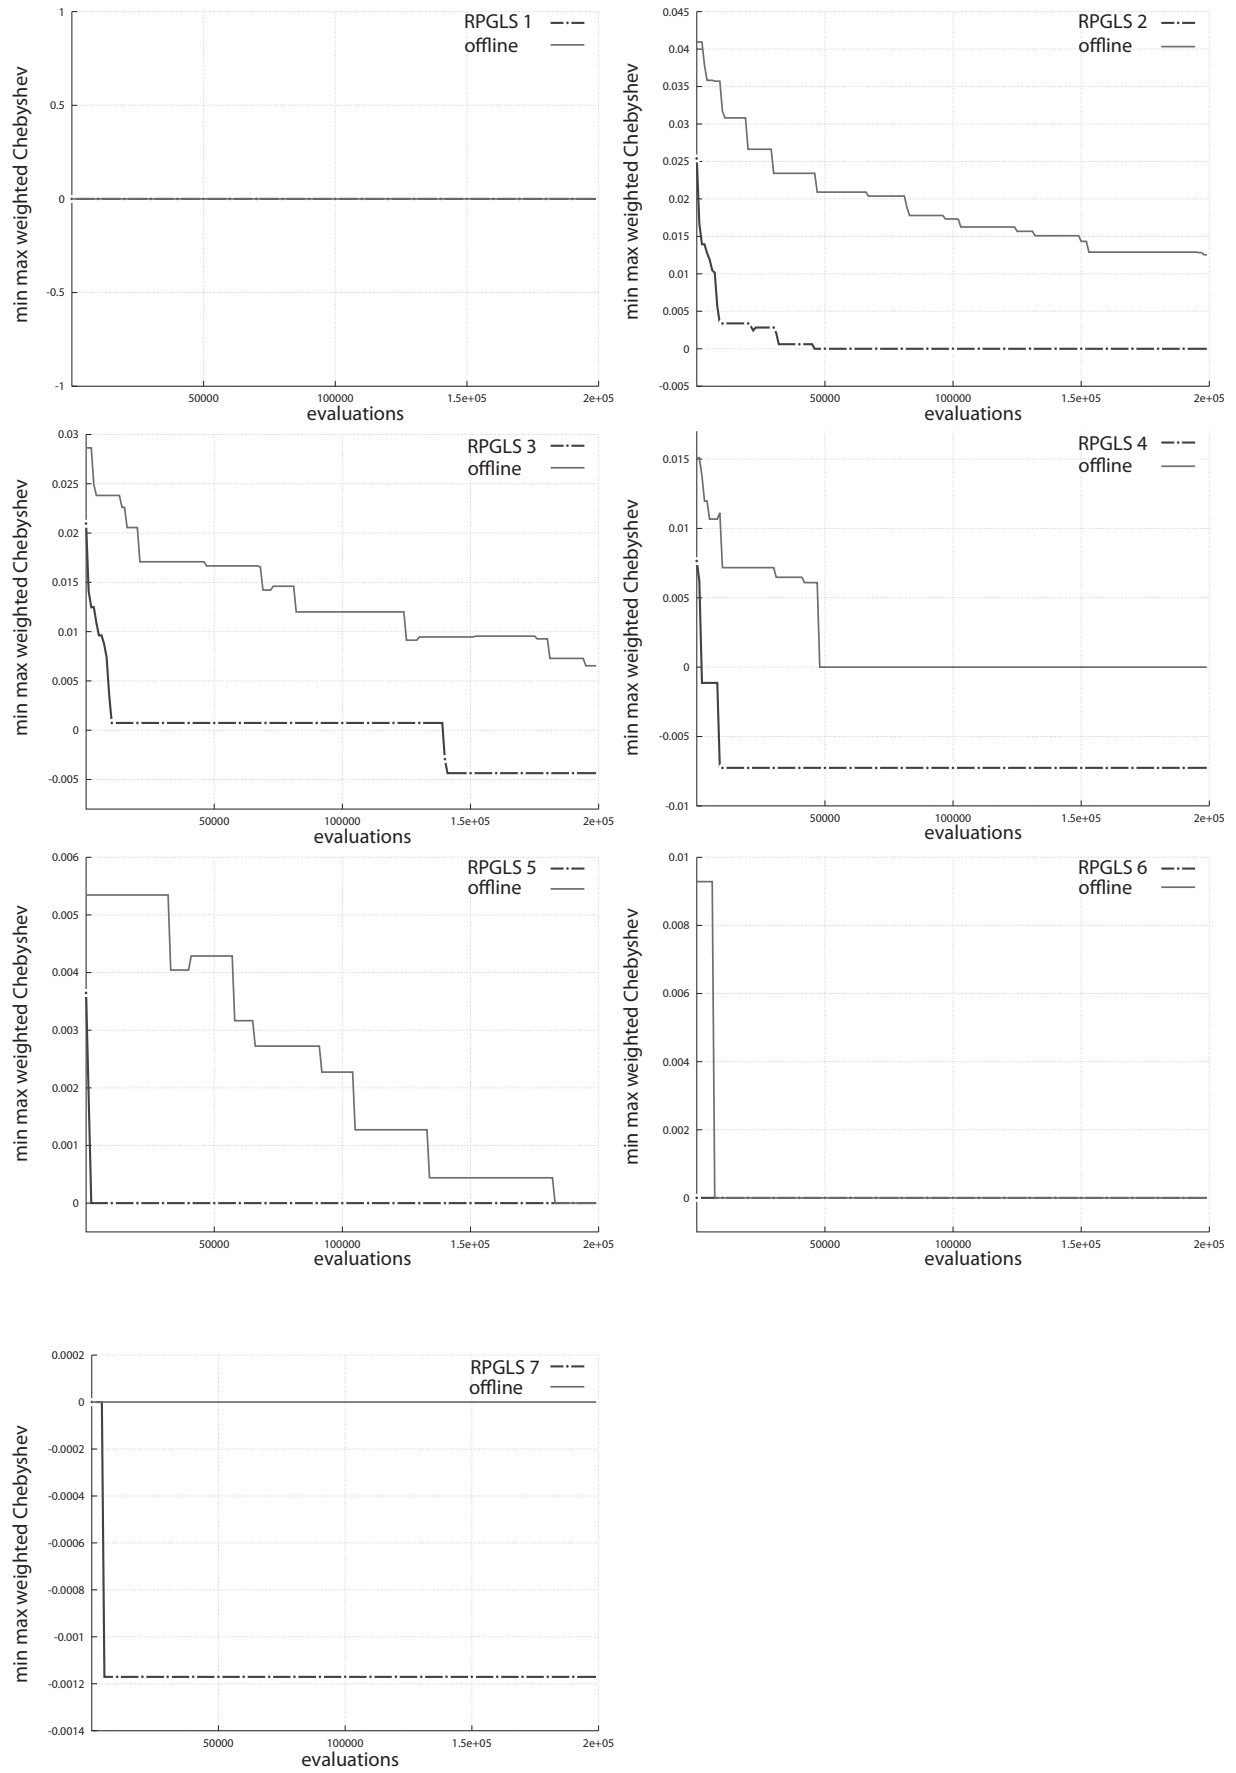 RPGLS 1
offline
min max weighted Chebyshev
1
0.5
0
-0.5
-1
50000 100000 1.5e+05 2e+05
evaluations
RPGLS 2
offline
min max weighted Chebyshev
0.045
0.04
0.035
0.03
0.025
0.02
0.015
0.01
0.005
0
-0.005
50000 100000 1.5e+05 2e+05
evaluations
RPGLS 3
offline
min max weighted Chebyshev
0.03
0.025
0.02
0.015
0.01
0.005
0
-0.005
50000 100000 1.5e+05 2e+05
evaluations
RPGLS 4
offline
min max weighted Chebyshev
0.015
0.01
0.005
0
-0.005
-0.01
50000 100000 1.5e+05 2e+05
evaluations
RPGLS 5
offline
min max weighted Chebyshev
0.006
0.005
0.004
0.003
0.002
0.001
0
50000 100000 1.5e+05 2e+05
evaluations
RPGLS 6
offline
min max weighted Chebyshev
0.01
0.008
0.006
0.004
0.002
0
50000 100000 1.5e+05 2e+05
evaluations
RPGLS 7
offline
min max weighted Chebyshev
0.0002
0
-0.0002
-0.0004
-0.0006
-0.0008
-0.001
-0.0012
-0.0014
50000 100000 1.5e+05 2e+05
evaluations